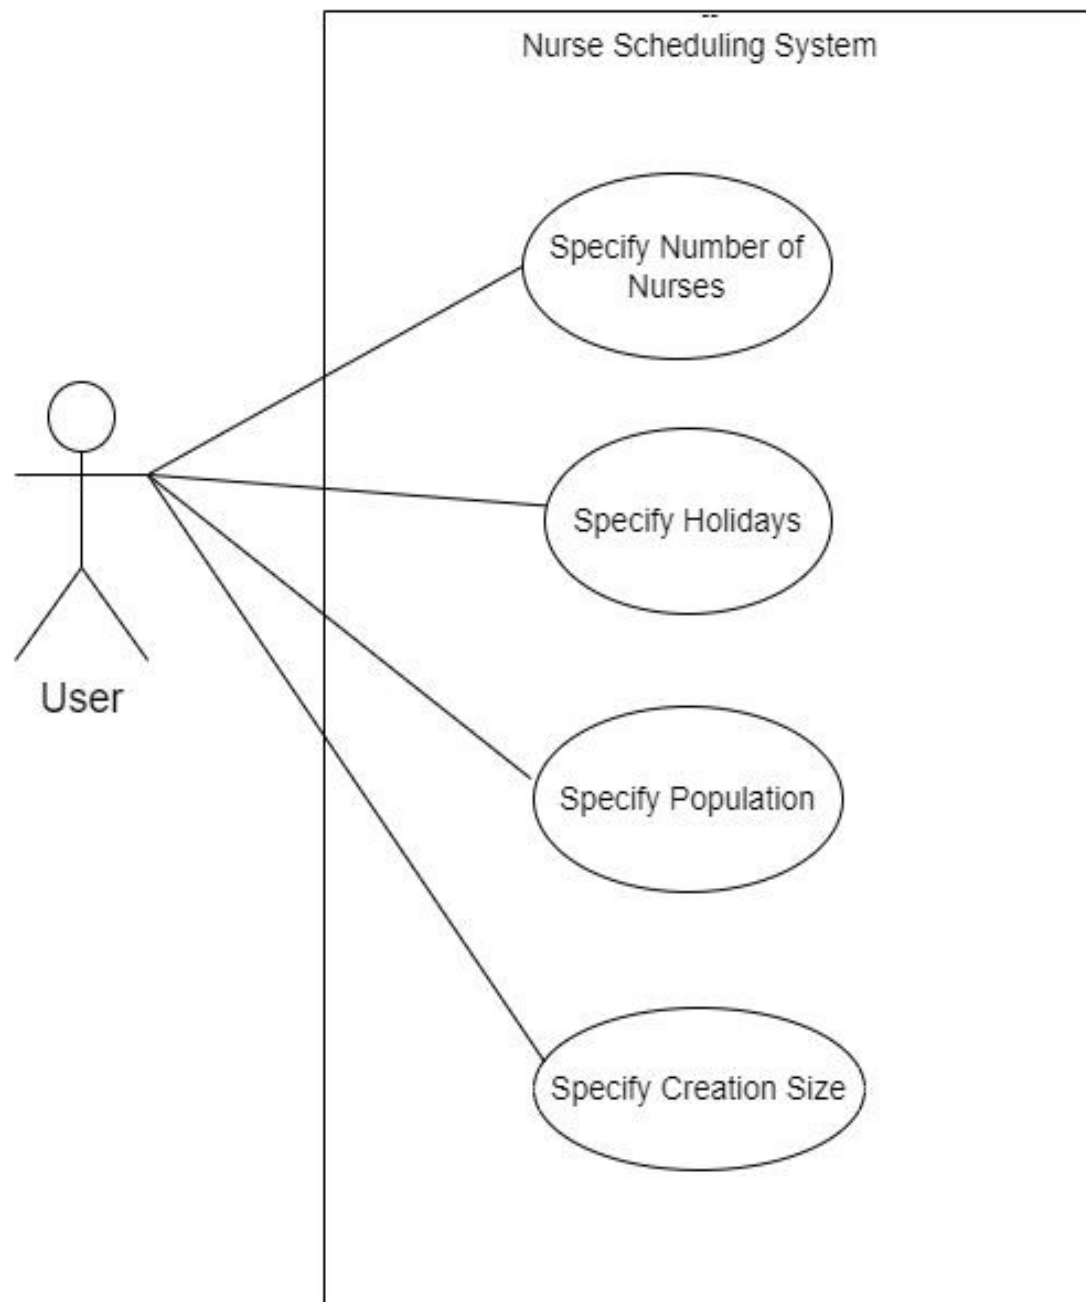 Nurse Scheduling System
Specify Number of
Nurses
Specify Holidays
User
Specify Population
Specify Creation Size